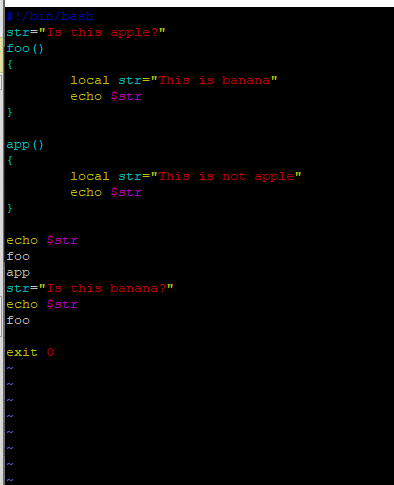 #!/bin/bash
str="Is this apple?"
foo()
{
        local str="This is banana"
        echo $str
}

app()
{
        local str="This is not apple"
        echo $str
}

echo $str
foo
app
str="Is this banana?"
echo $str
foo

exit 0
~
~
~
~
~
~
~
~